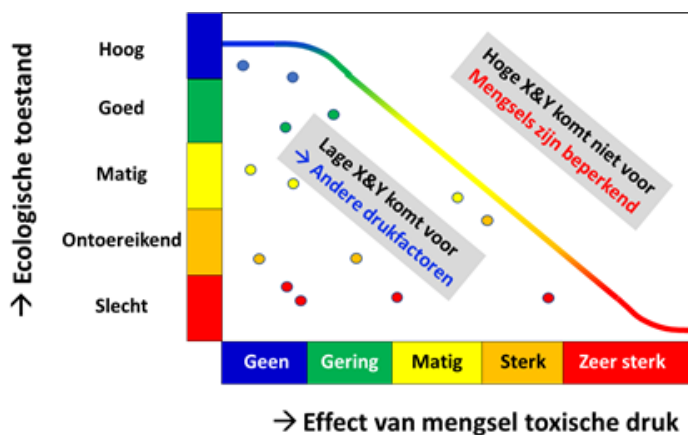 → Ecologische toestand
Hoog
Goed
Matig
Ontoereikend
Slecht
Hoge X&Y komt niet voor
Mengsels zijn beperkend
Lage X&Y komt voor
→ Andere drukfactoren
Geen
Gering
Matig
Sterk
Zeer sterk
→ Effect van mengsel toxische druk